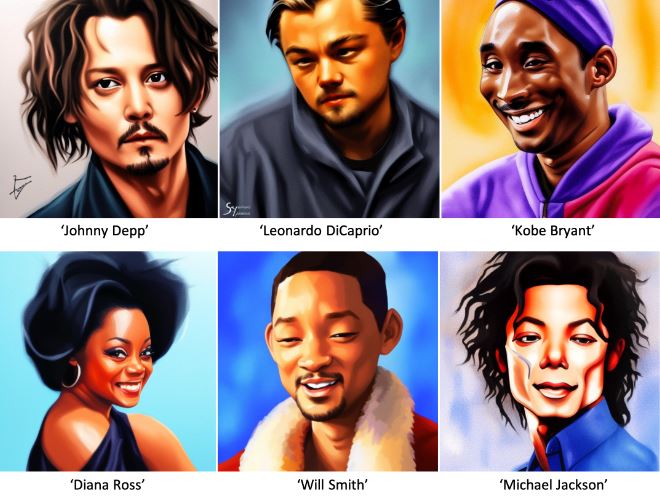 'Johnny Depp'
'Leonardo DiCaprio'
'Kobe Bryant'
'Diana Ross'
'Will Smith'
'Michael Jackson'